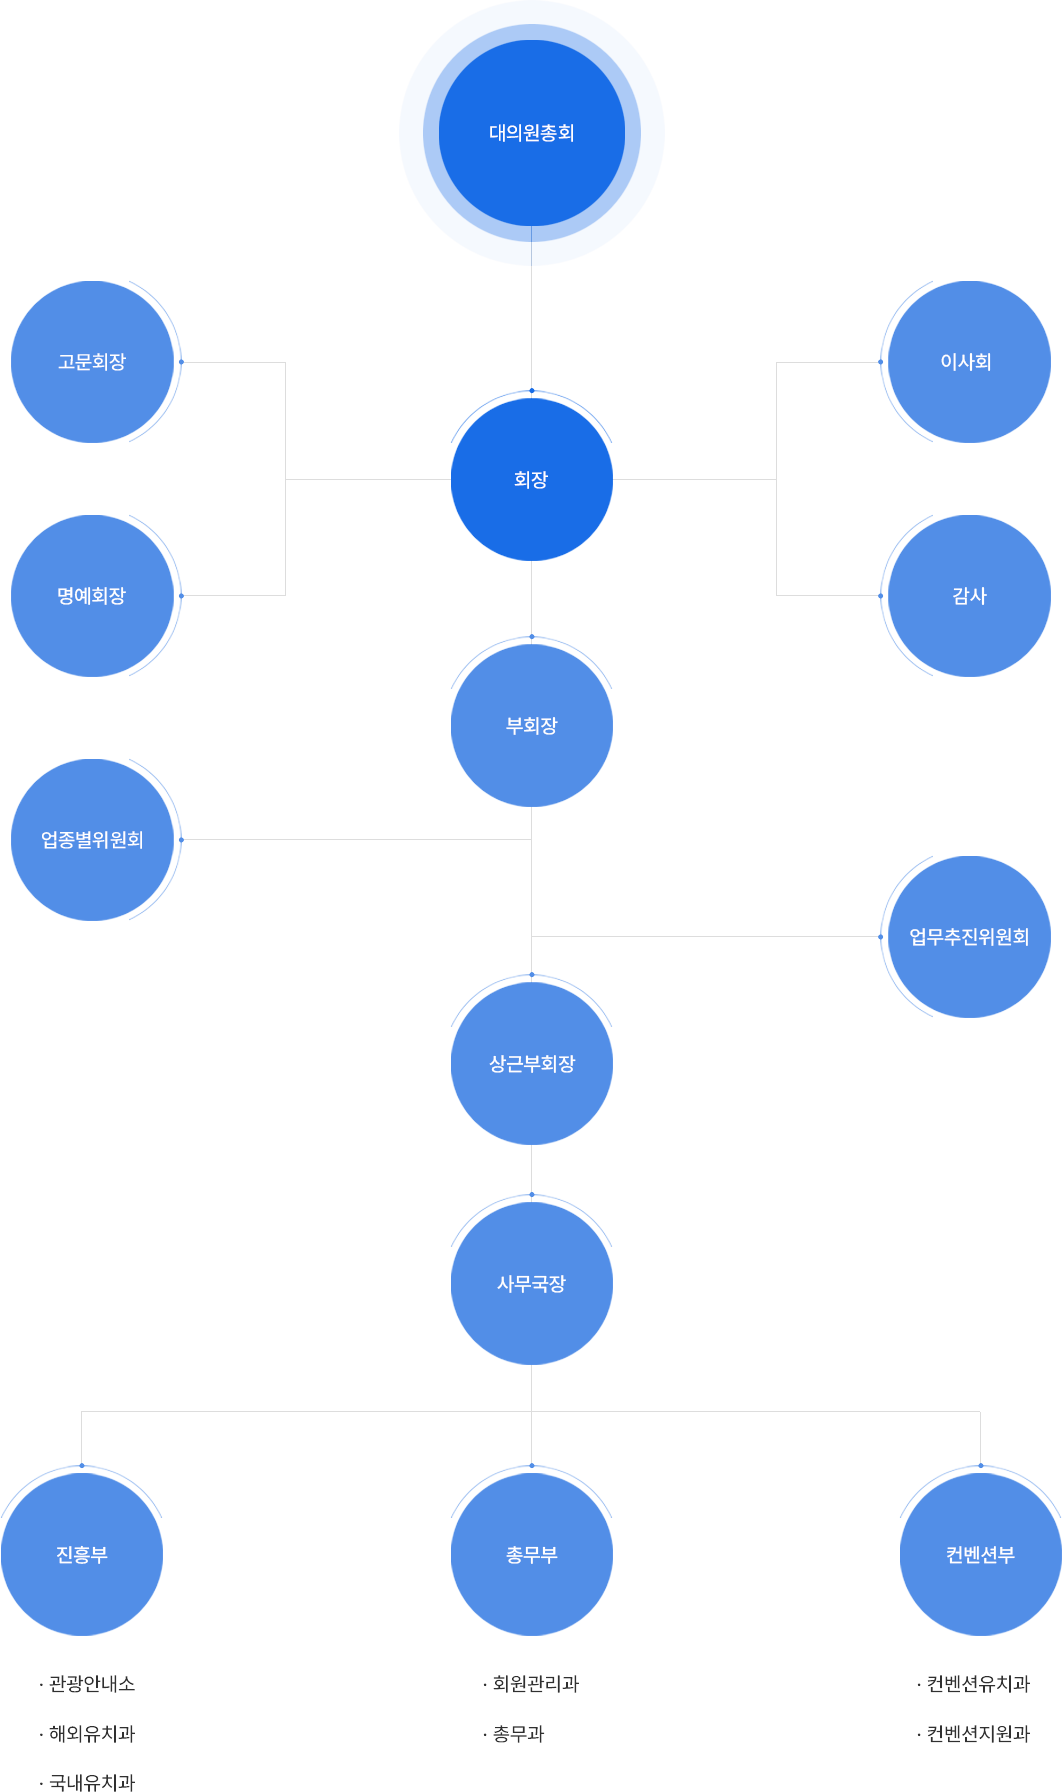 대의원총회
고문회장
이사회
회장
명예회장
감사
부회장
업종별위원회
업무추진위원회
상근부회장
사무국장
진흥부
총무부
컨벤션부
· 관광안내소
· 해외유치과
· 국내유치과
· 회원관리과
· 총무과
· 컨벤션유치과
· 컨벤션지원과